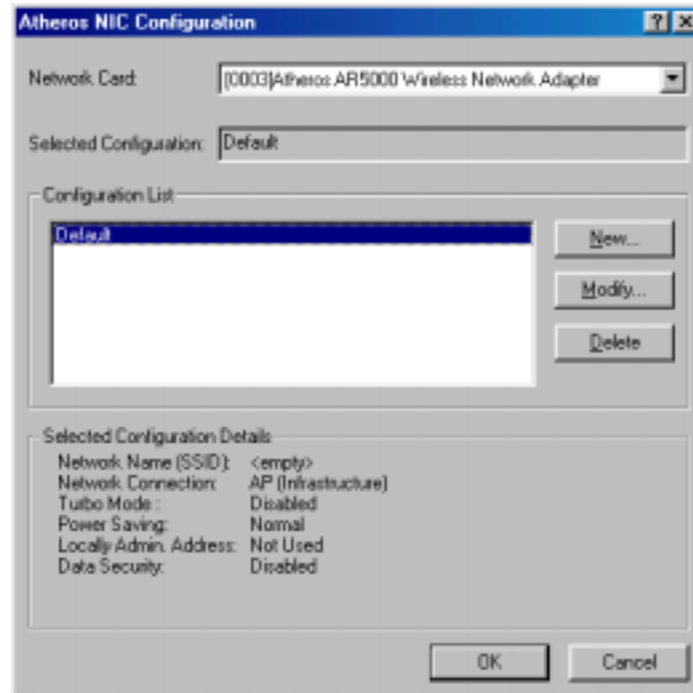 Atheros NIC Configuration
Network Card: [0003]Atheros AR5000 Wireless Network Adapter
Selected Configuration: Default
Configuration List
Default
New...
Modify...
Delete
Selected Configuration Details
Network Name (SSID): <empty>
Network Connection: AP (Infrastructure)
Turbo Mode : Disabled
Power Saving: Normal
Locally Admin. Address: Not Used
Data Security: Disabled
OK Cancel